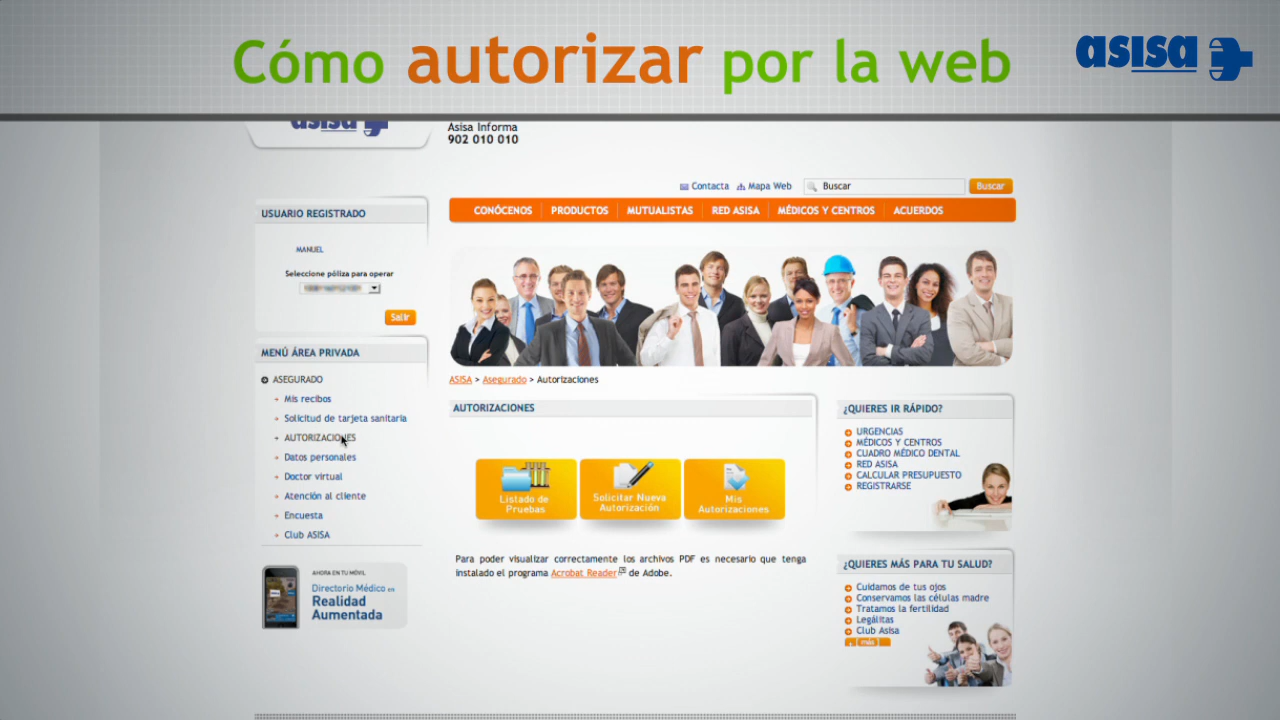 Cómo autorizar por la web
asisa
asisa
Asisa Informa
902 010 010
Contacta
Mapa Web
Buscar
Buscar
CONÓCENOS
PRODUCTOS
MUTUALISTAS
RED ASISA
MÉDICOS Y CENTROS
ACUERDOS
USUARIO REGISTRADO
MANUEL
Seleccione póliza para operar
Salir
MENÚ ÁREA PRIVADA
ASEGURADO
Mis recibos
Solicitud de tarjeta sanitaria
AUTORIZACIONES
Datos personales
Doctor virtual
Atención al cliente
Encuesta
Club ASISA
AHORA EN TU MÓVIL
Directorio Médico en
Realidad
Aumentada
ASISA > Asegurado > Autorizaciones
AUTORIZACIONES
Listado de
Pruebas
Solicitar Nueva
Autorización
Mis
Autorizaciones
Para poder visualizar correctamente los archivos PDF es necesario que tenga
instalado el programa Acrobat Reader de Adobe.
¿QUIERES IR RÁPIDO?
URGENCIAS
MÉDICOS Y CENTROS
CUADRO MÉDICO DENTAL
RED ASISA
CALCULAR PRESUPUESTO
REGISTRARSE
¿QUIERES MÁS PARA TU SALUD?
Cuidamos de tus ojos
Conservamos las células madre
Tratamos la fertilidad
Legálitas
Club Asisa
+ [ más ]